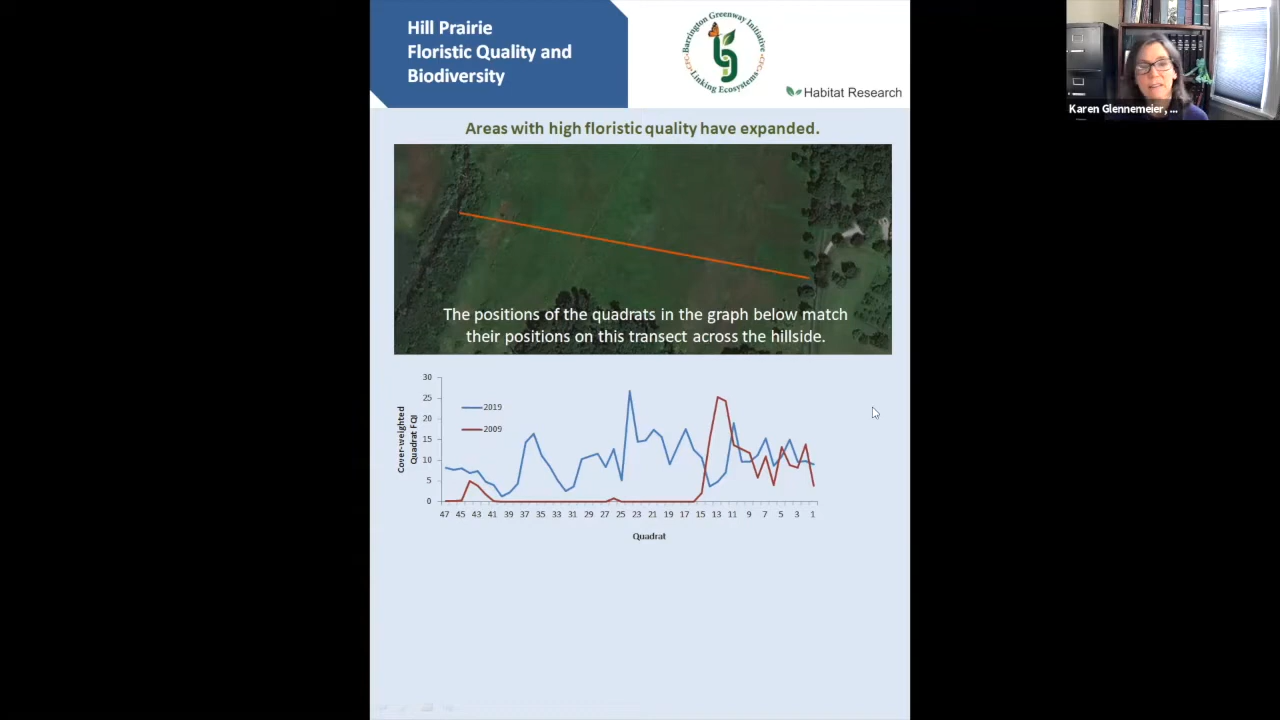 Hill Prairie
Floristic Quality and
Biodiversity
Barrington Greenway Initiative
CFC Linking Ecosystems CFC
Habitat Research
Karen Glennemeier, ...
Areas with high floristic quality have expanded.
The positions of the quadrats in the graph below match
their positions on this transect across the hillside.
Cover-weighted
Quadrat FQI
30
25
20
15
10
5
0
2019
2009
47 45 43 41 39 37 35 33 31 29 27 25 23 21 19 17 15 13 11 9 7 5 3 1
Quadrat